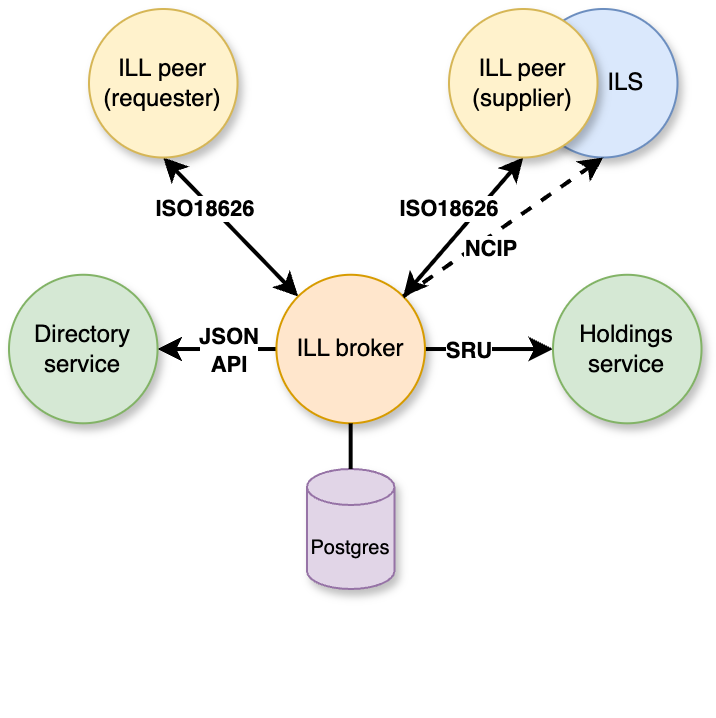 ILL peer
(requester)
ILL peer
(supplier)
ILS
ISO18626
ISO18626
NCIP
Directory
service
JSON
API
ILL broker
SRU
Holdings
service
Postgres